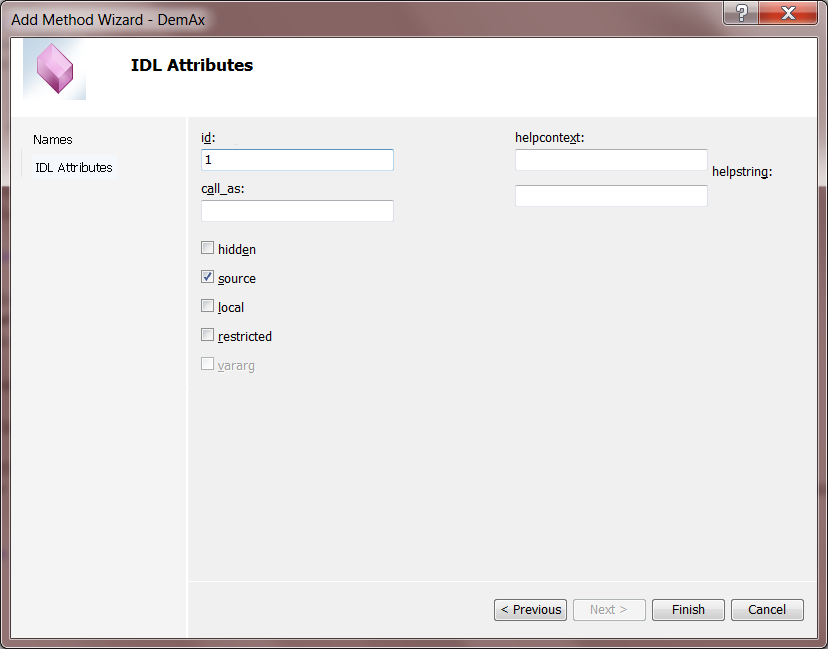 Add Method Wizard - DemAx
?
IDL Attributes
Names
IDL Attributes
id:
1
call_as:
hidden
source
local
restricted
vararg
helpcontext:
helpstring:
< Previous
Next >
Finish
Cancel